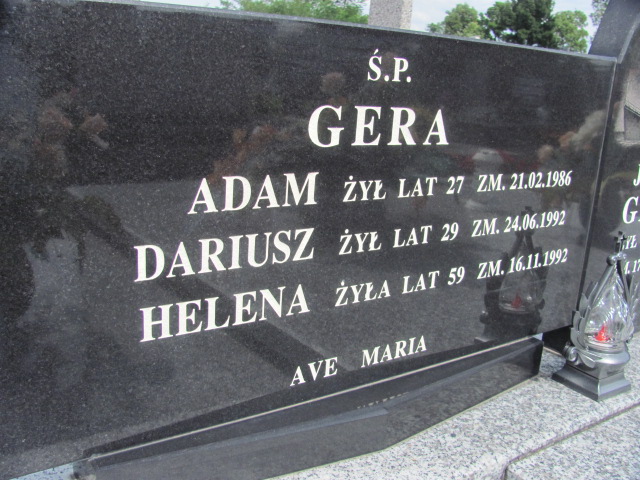 Ś.P.
GERA
ADAM ŻYŁ LAT 27 ZM. 21.02.1986
DARIUSZ ŻYŁ LAT 29 ZM. 24.06.1992
HELENA ŻYŁA LAT 59 ZM. 16.11.1992
AVE MARIA